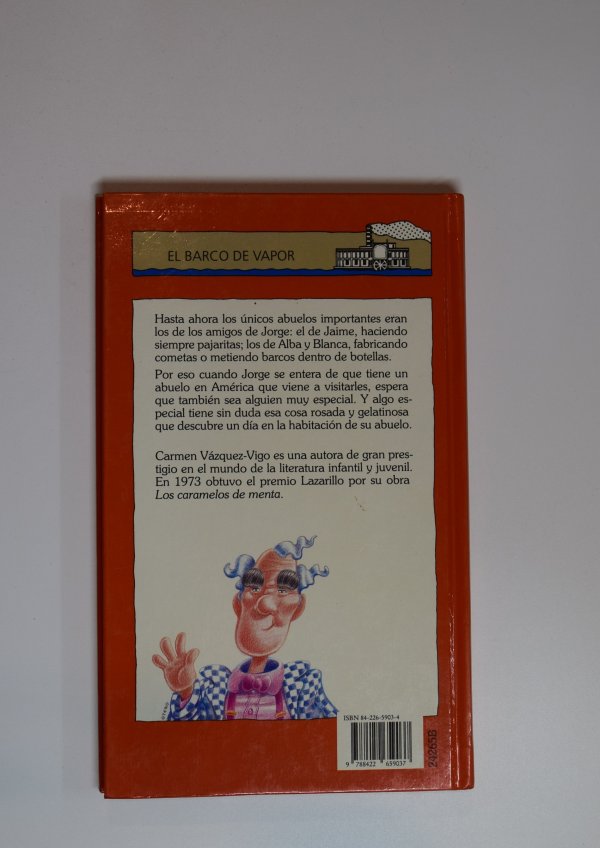 EL BARCO DE VAPOR
Hasta ahora los únicos abuelos importantes eran
los de los amigos de Jorge: el de Jaime, haciendo
siempre pajaritas; los de Alba y Blanca, fabricando
cometas o metiendo barcos dentro de botellas.
Por eso cuando Jorge se entera de que tiene un
abuelo en América que viene a visitarles, espera
que también sea alguien muy especial. Y algo es-
pecial tiene sin duda esa cosa rosada y gelatinosa
que descubre un día en la habitación de su abuelo.
Carmen Vázquez-Vigo es una autora de gran pres-
tigio en el mundo de la literatura infantil y juvenil.
En 1973 obtuvo el premio Lazarillo por su obra
Los caramelos de menta.
OTERO
ISBN 84-226-5903-4
9 788422 659037
24265B